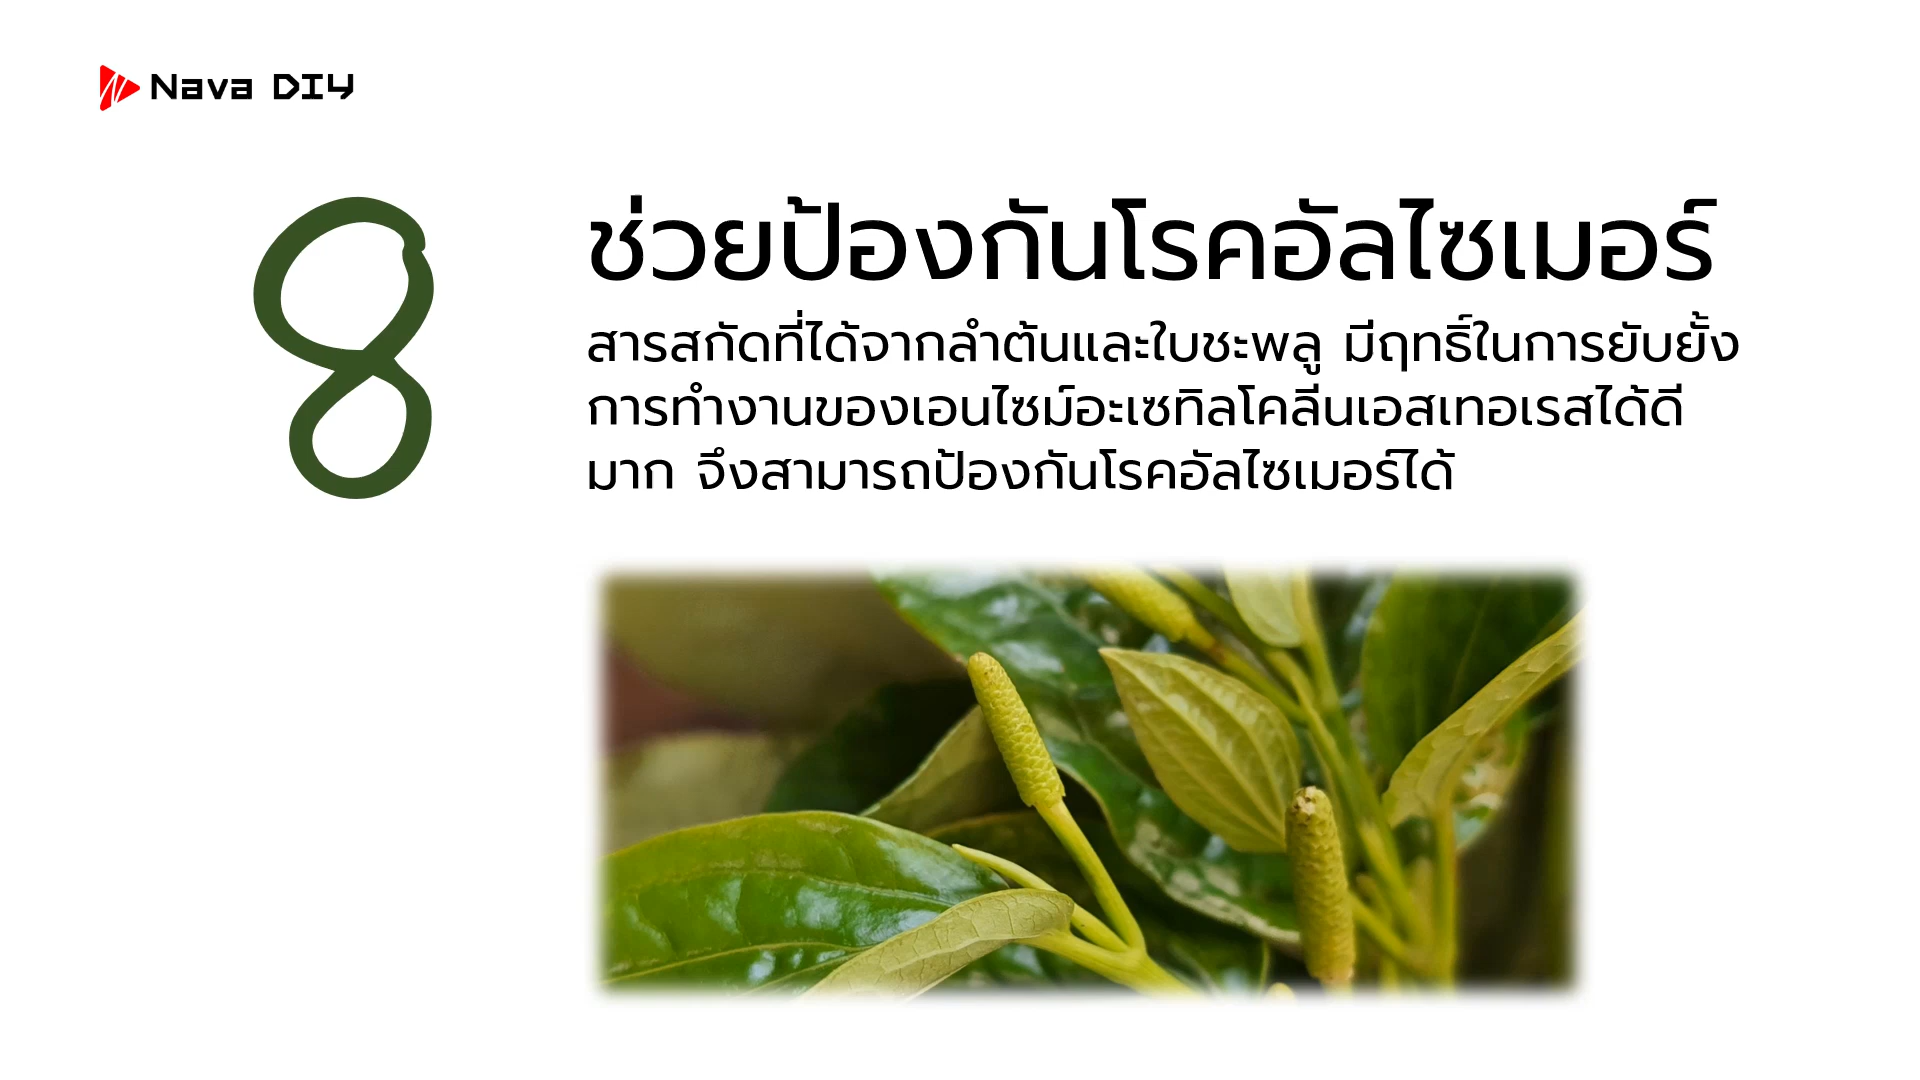 Nava DIY
8
ช่วยป้องกันโรคอัลไซเมอร์
สารสกัดที่ได้จากลำต้นและใบชะพลู มีฤทธิ์ในการยับยั้ง
การทำงานของเอนไซม์อะเซทิลโคลีนเอสเทอเรสได้ดี
มาก จึงสามารถป้องกันโรคอัลไซเมอร์ได้